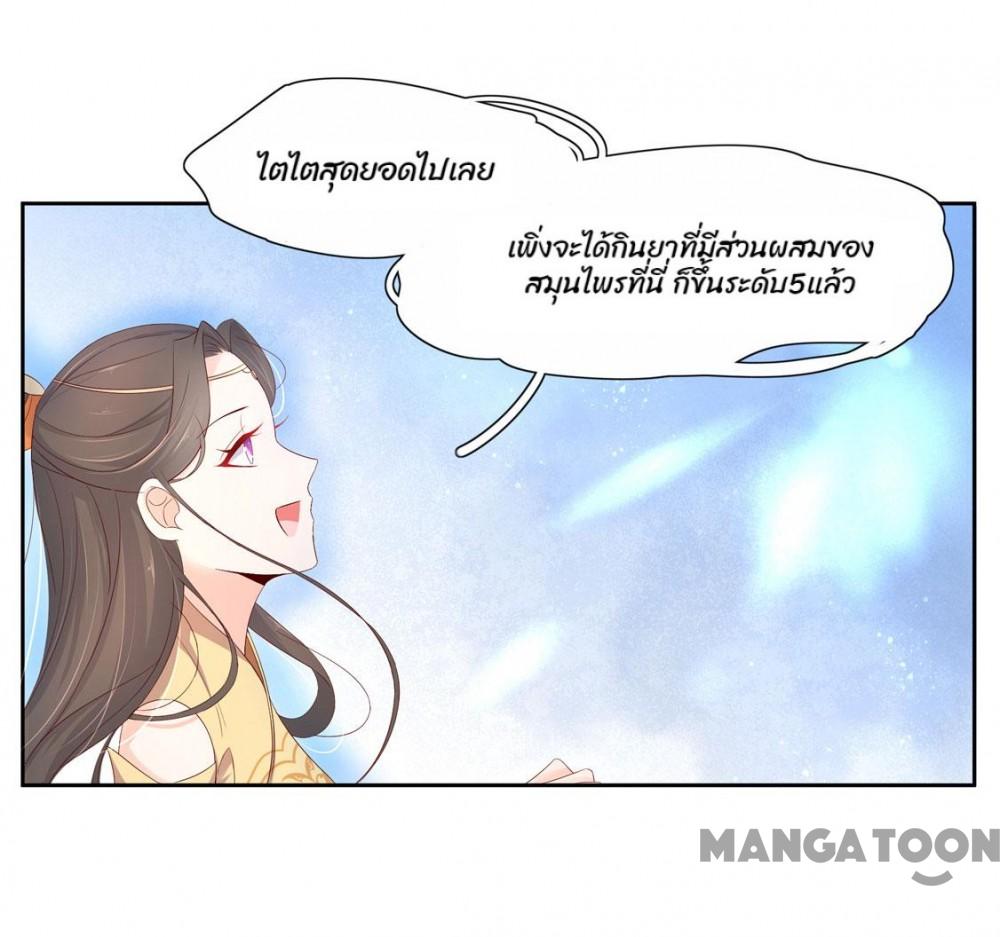 ไตไตสุดยอดไปเลย
เพิ่งจะได้กินยาที่มีส่วนผสมของ
สมุนไพรที่นี่ ก็ขึ้นระดับ5แล้ว
MANGATOON